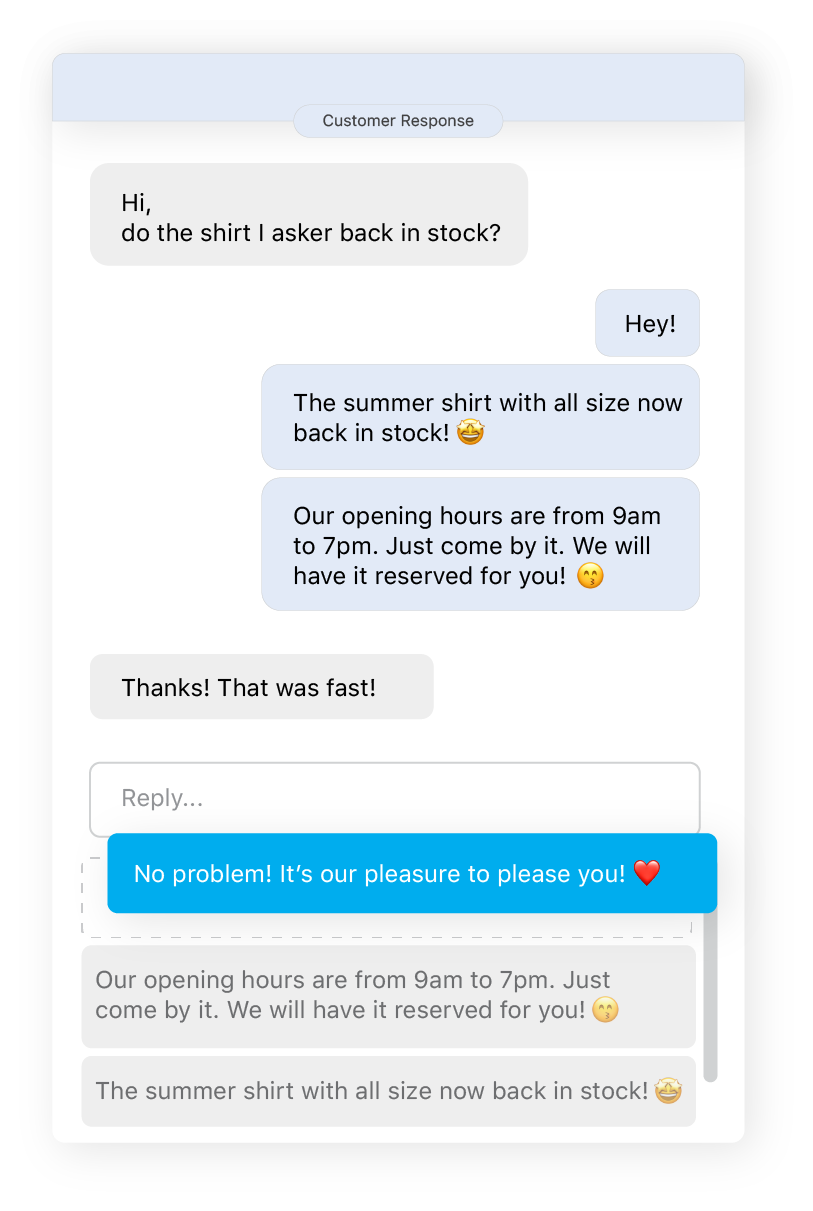 Customer Response
Hi,
do the shirt I asker back in stock?
Hey!
The summer shirt with all size now
back in stock! 🤩
Our opening hours are from 9am
to 7pm. Just come by it. We will
have it reserved for you! 😙
Thanks! That was fast!
Reply...
No problem! It’s our pleasure to please you! ❤️
Our opening hours are from 9am to 7pm. Just
come by it. We will have it reserved for you! 😙
The summer shirt with all size now back in stock! 🤩